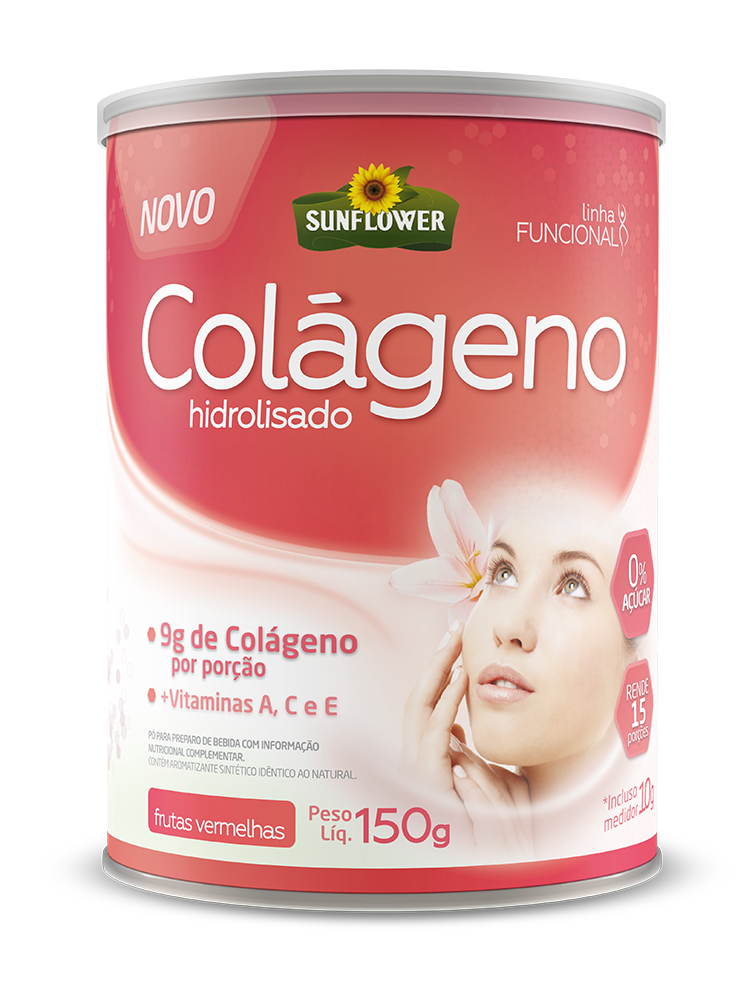 NOVO
SUNFLOWER
linha
FUNCIONAL
Colágeno
hidrolisado
0%
AÇÚCAR
• 9g de Colágeno
por porção
• +Vitaminas A, C e E
RENDE
15
porções
PÓ PARA PREPARO DE BEBIDA COM INFORMAÇÃO
NUTRICIONAL COMPLEMENTAR.
CONTÉM AROMATIZANTE SINTÉTICO IDÊNTICO AO NATURAL.
*Incluso
medidor 10g
frutas vermelhas
Peso
Líq. 150g